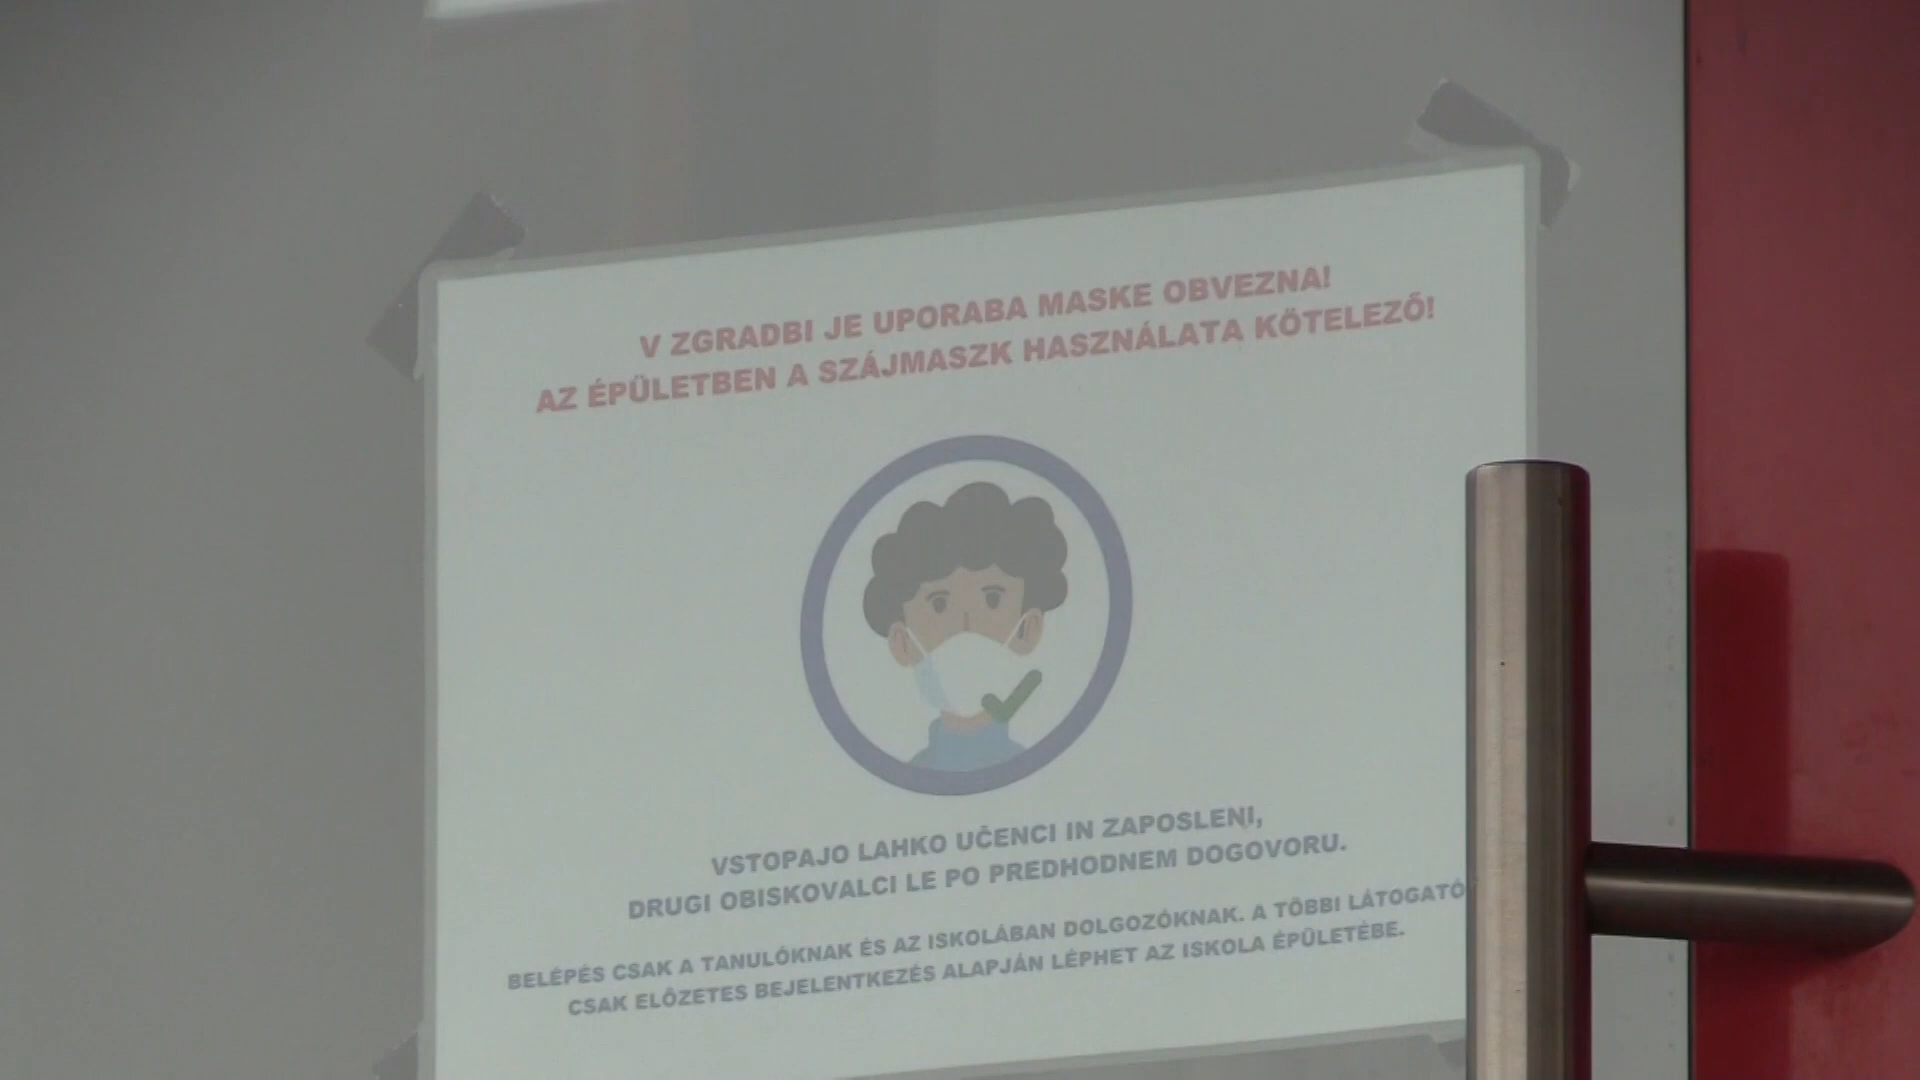 V ZGRADBI JE UPORABA MASKE OBVEZNA!
AZ ÉPÜLETBEN A SZÁJMASZK HASZNÁLATA KÖTELEZŐ!
VSTOPAJO LAHKO UČENCI IN ZAPOSLENI,
DRUGI OBISKOVALCI LE PO PREDHODNEM DOGOVORU.
BELÉPÉS CSAK A TANULÓKNAK ÉS AZ ISKOLÁBAN DOLGOZÓKNAK. A TÖBBI LÁTOGATÓ
CSAK ELŐZETES BEJELENTKEZÉS ALAPJÁN LÉPHET AZ ISKOLA ÉPÜLETÉBE.